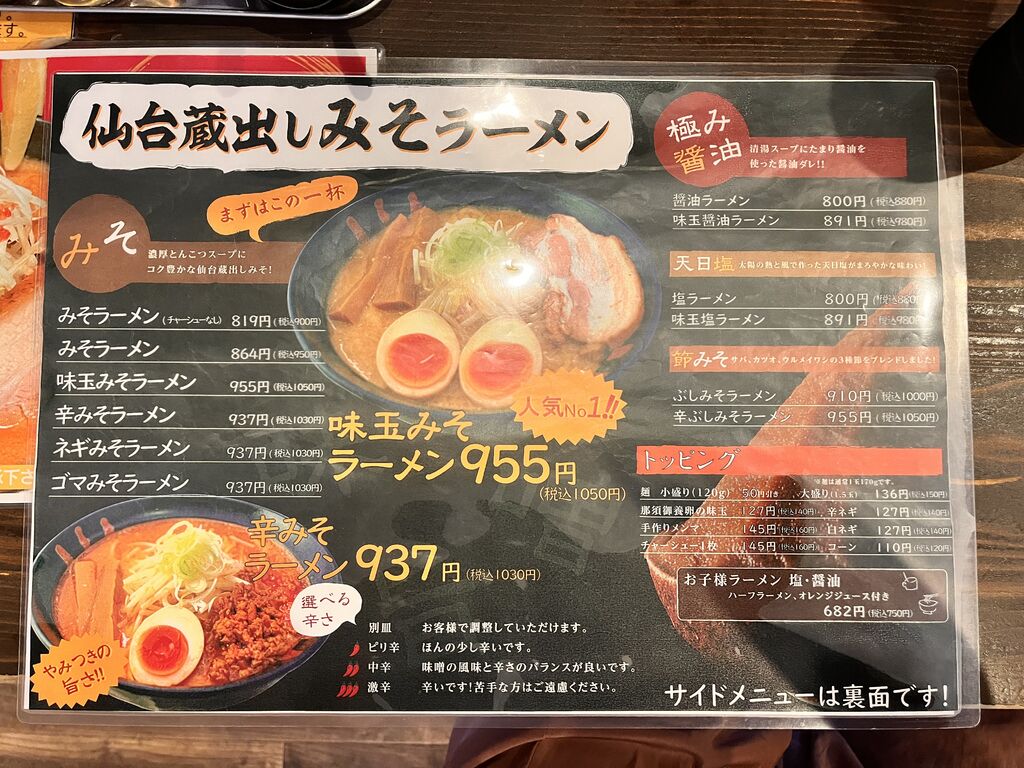 仙台蔵出しみそラーメン
まずはこの一杯
みそ
濃厚とんこつスープに
コク豊かな仙台蔵出しみそ!
みそラーメン(チャーシューなし) 819円(税込900円)
みそラーメン 864円(税込950円)
味玉みそラーメン 955円(税込1050円)
辛みそラーメン 937円(税込1030円)
ネギみそラーメン 937円(税込1030円)
ゴマみそラーメン 937円(税込1030円)
人気No1!!
味玉みそ
ラーメン955円
(税込1050円)
辛みそ
ラーメン937円(税込1030円)
やみつきの
旨さ!!
選べる
辛さ
別皿 お客様で調整していただけます。
ピリ辛 ほんの少し辛いです。
中辛 味噌の風味と辛さのバランスが良いです。
激辛 辛いです!苦手な方はご遠慮ください。
極み
醤油
清湯スープにたまり醤油を
使った醤油ダレ!!
醤油ラーメン 800円(税込880円)
味玉醤油ラーメン 891円(税込980円)
天日塩 太陽の熱と風で作った天日塩がまろやかな味わい!
塩ラーメン 800円(税込880円)
味玉塩ラーメン 891円(税込980円)
節みそ サバ、カツオ、ウルメイワシの3種節をブレンドしました!
ぶしみそラーメン 910円(税込1000円)
辛ぶしみそラーメン 955円(税込1050円)
トッピング
※麺は通常1玉170gです。
麺 小盛り(120g) 50円引き 大盛り(1.5玉) 136円(税込150円)
那須御養卵の味玉 127円(税込140円) 辛ネギ 127円(税込140円)
手作りメンマ 145円(税込160円) 白ネギ 127円(税込140円)
チャーシュー1枚 145円(税込160円) コーン 110円(税込120円)
お子様ラーメン 塩・醤油
ハーフラーメン、オレンジジュース付き
682円(税込750円)
サイドメニューは裏面です!